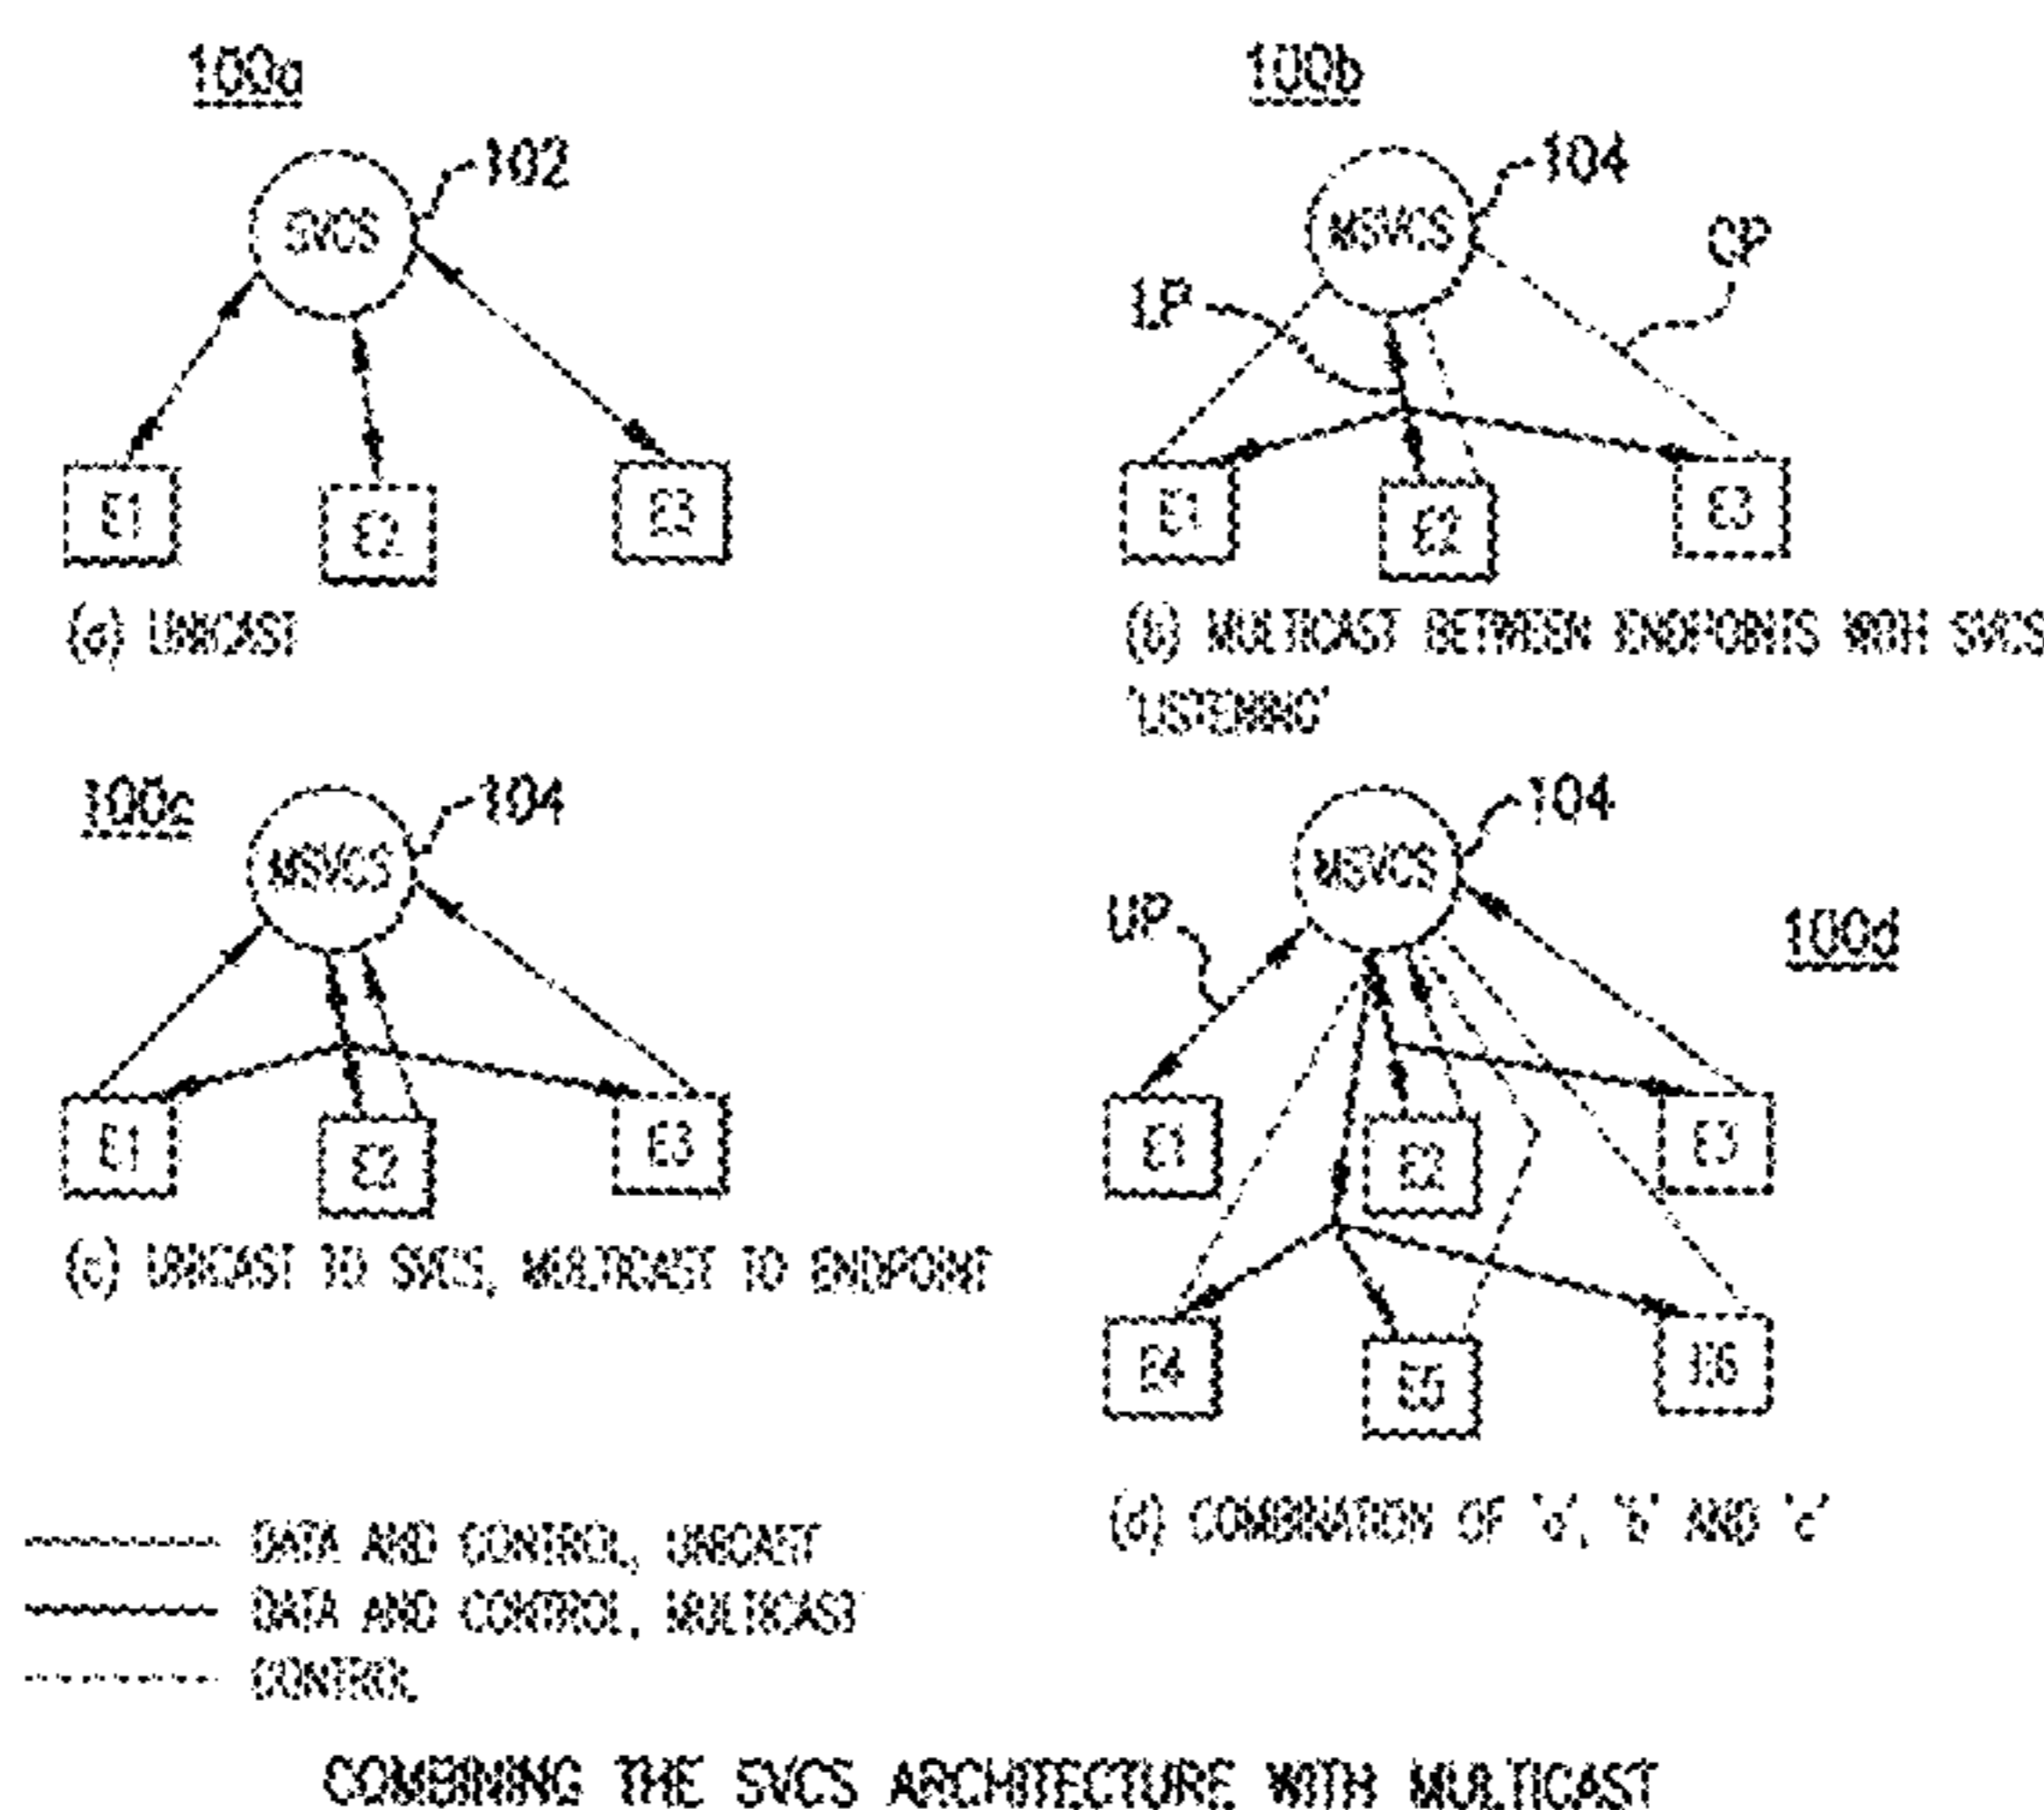 100a
102
SVCS
E1
E2
E3
(a) UNICAST
100b
104
MSVCS
CP
LP
E1
E2
E3
(b) MULTICAST BETWEEN ENDPOINTS WITH SVCS
'LISTENING'
100c
104
MSVCS
E1
E2
E3
(c) UNICAST TO SVCS, MULTICAST TO ENDPOINT
104
MSVCS
UP
100d
E1
E2
E3
E4
E5
E6
(d) COMBINATION OF 'a', 'b' AND 'c'
DATA AND CONTROL, UNICAST
DATA AND CONTROL, MULTICAST
CONTROL
COMBINING THE SVCS ARCHITECTURE WITH MULTICAST